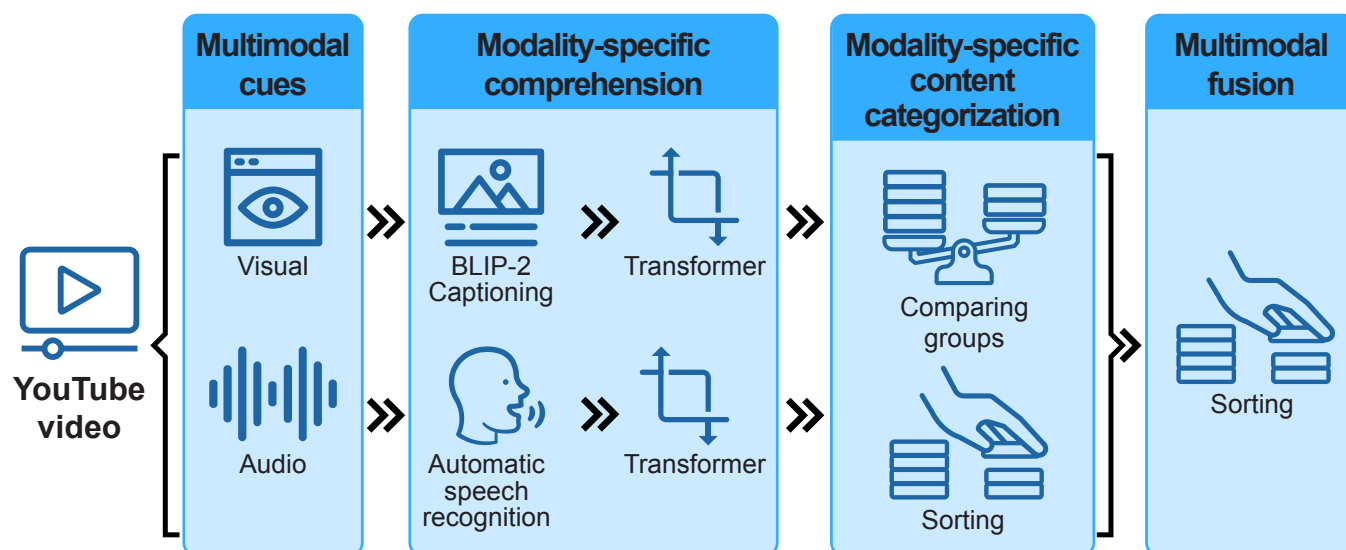 Multimodal
cues
Modality-specific
comprehension
Modality-specific
content
categorization
Multimodal
fusion
YouTube
video
Visual
BLIP-2
Captioning
Transformer
Comparing
groups
Audio
Automatic
speech
recognition
Transformer
Sorting
Sorting